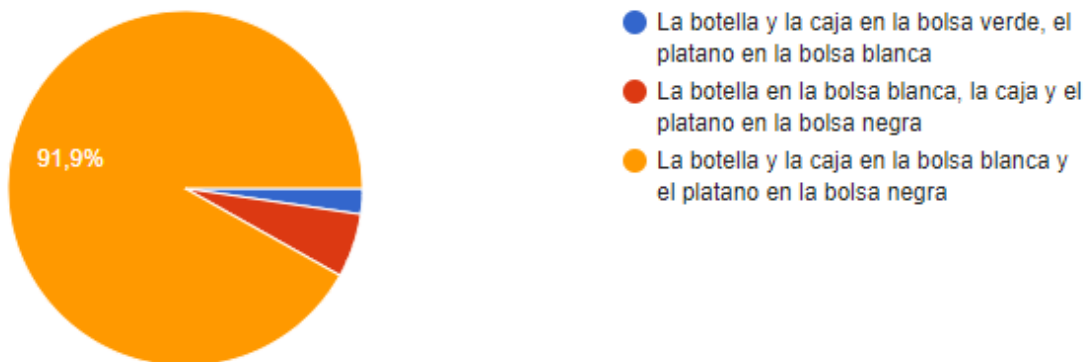 La botella y la caja en la bolsa verde, el
platano en la bolsa blanca
La botella en la bolsa blanca, la caja y el
platano en la bolsa negra
91,9%
La botella y la caja en la bolsa blanca y
el platano en la bolsa negra